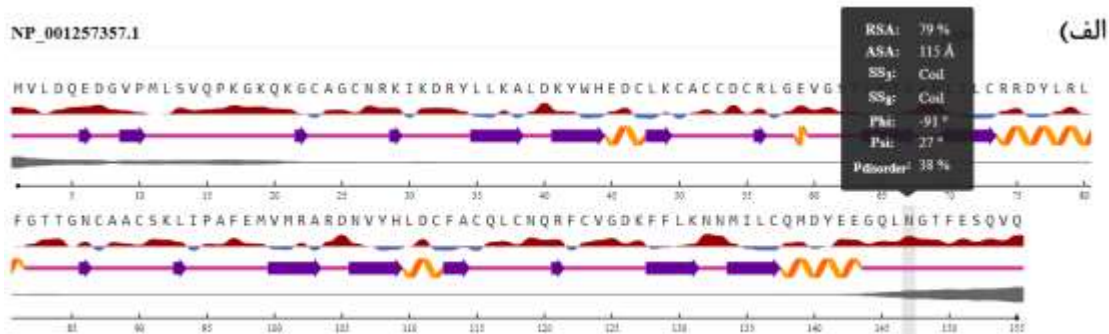 NP_001257357.1
الف)
RSA: 79 %
ASA: 115 Å
SS3: Coil
SS8: Coil
Phi: -91 °
Psi: 27 °
Pdisorder: 38 %
MVLDQEDGVPMLSVQPKGKQKGCAGCNRKIKDRYLLKALDKYWHEDCLKCACCDCRLGEVGS CRRDYLRL
5 10 15 20 25 30 35 40 45 50 55 60 65 70 75 80
FGTTGNCAACSKLIPAFEMVMRARDNVYHLDCFACQLCNQRFCVGDKFFLKNNMILCQMDYEEGQLNGTFESQVQ
85 90 95 100 105 110 115 120 125 130 135 140 145 150 155